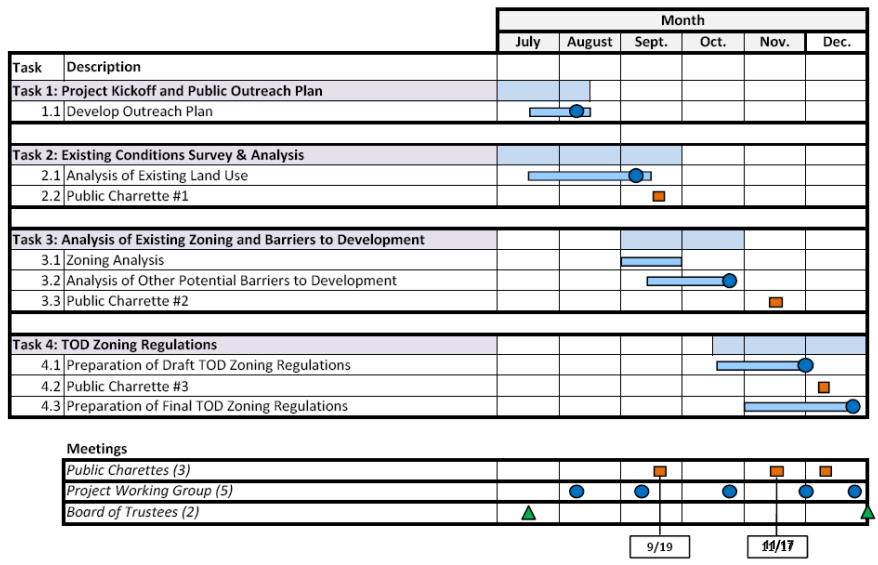 Month
July August Sept. Oct. Nov. Dec.
Task Description
Task 1: Project Kickoff and Public Outreach Plan
1.1 Develop Outreach Plan
Task 2: Existing Conditions Survey & Analysis
2.1 Analysis of Existing Land Use
2.2 Public Charrette #1
Task 3: Analysis of Existing Zoning and Barriers to Development
3.1 Zoning Analysis
3.2 Analysis of Other Potential Barriers to Development
3.3 Public Charrette #2
Task 4: TOD Zoning Regulations
4.1 Preparation of Draft TOD Zoning Regulations
4.2 Public Charrette #3
4.3 Preparation of Final TOD Zoning Regulations
Meetings
Public Charettes (3)
Project Working Group (5)
Board of Trustees (2)
9/19